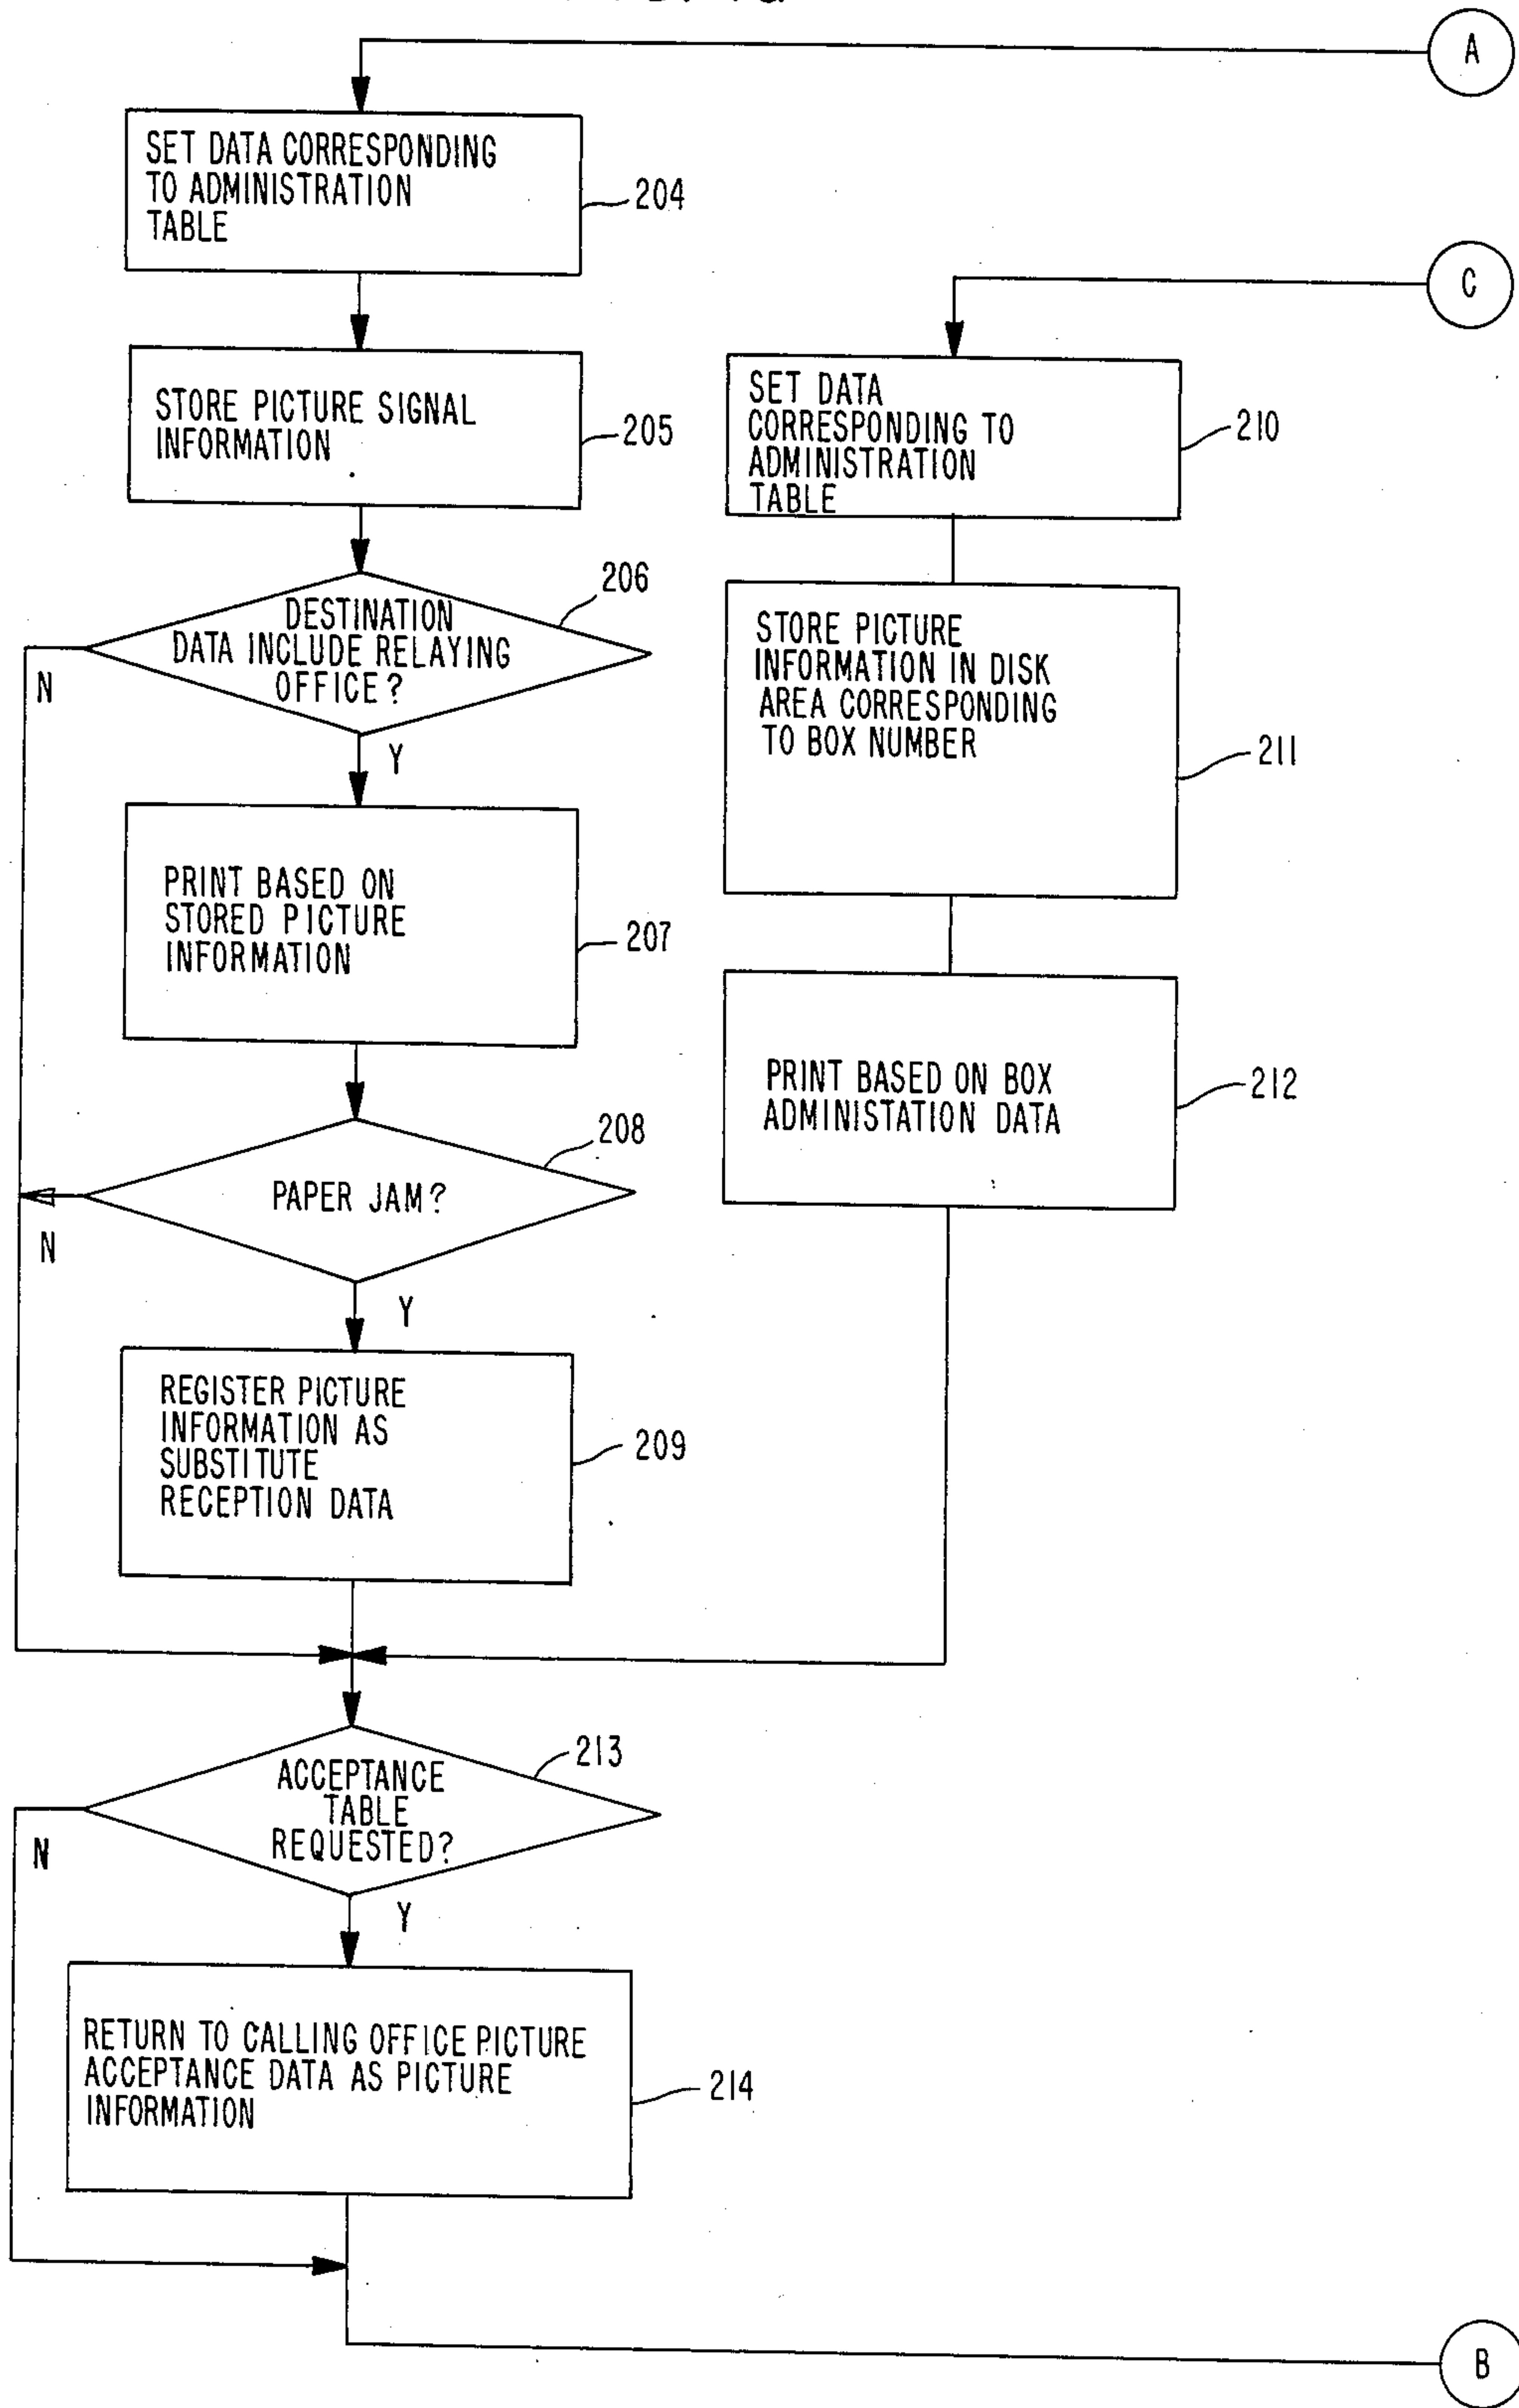 A
SET DATA CORRESPONDING
TO ADMINISTRATION
TABLE
204
C
STORE PICTURE SIGNAL
INFORMATION
205
SET DATA
CORRESPONDING TO
ADMINISTRATION
TABLE
210
206
DESTINATION
DATA INCLUDE RELAYING
OFFICE?
N
Y
STORE PICTURE
INFORMATION IN DISK
AREA CORRESPONDING
TO BOX NUMBER
211
PRINT BASED ON
STORED PICTURE
INFORMATION
207
PRINT BASED ON BOX
ADMINISTATION DATA
212
208
PAPER JAM?
N
Y
REGISTER PICTURE
INFORMATION AS
SUBSTITUTE
RECEPTION DATA
209
213
ACCEPTANCE
TABLE
REQUESTED?
N
Y
RETURN TO CALLING OFFICE PICTURE
ACCEPTANCE DATA AS PICTURE
INFORMATION
214
B